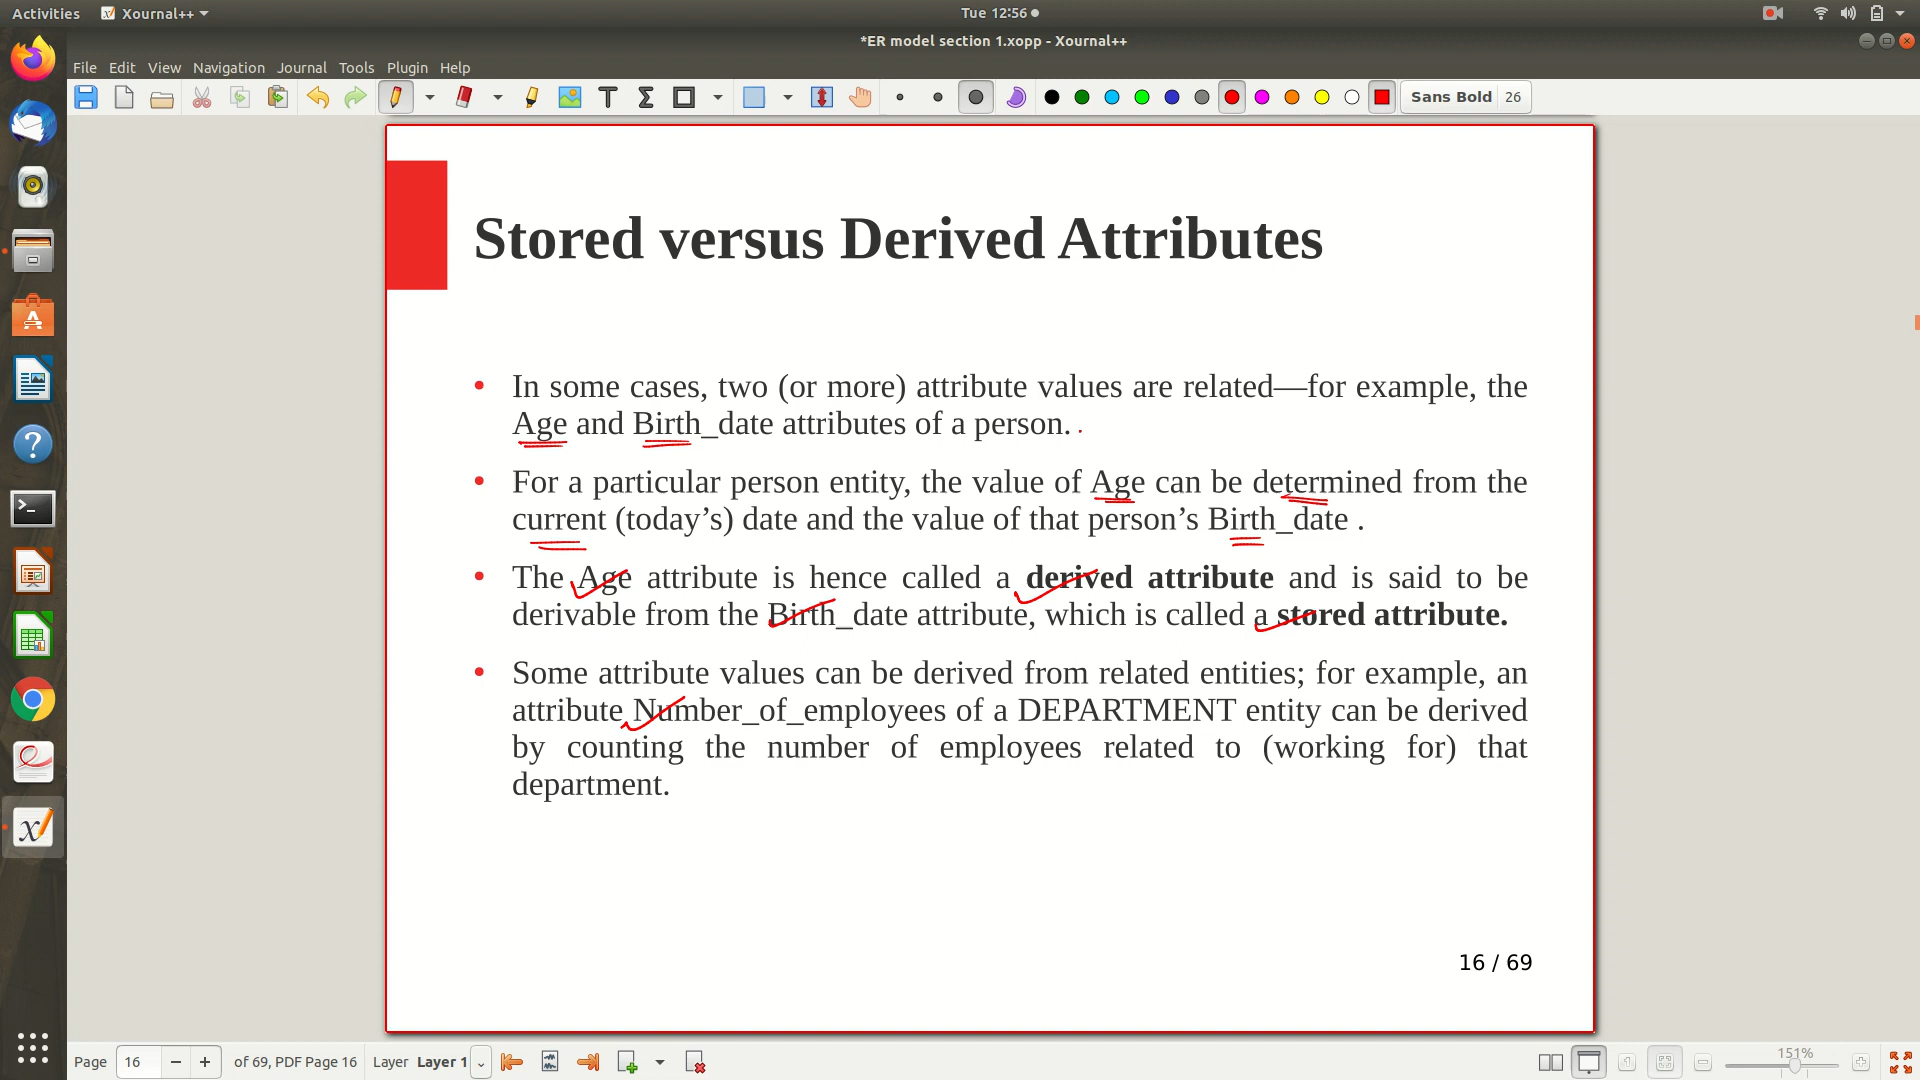 Activities Xournal++ Tue 12:56
*ER model section 1.xopp - Xournal++
File Edit View Navigation Journal Tools Plugin Help
Sans Bold 26
Stored versus Derived Attributes
• In some cases, two (or more) attribute values are related—for example, the
Age and Birth_date attributes of a person.
• For a particular person entity, the value of Age can be determined from the
current (today’s) date and the value of that person’s Birth_date .
• The Age attribute is hence called a derived attribute and is said to be
derivable from the Birth_date attribute, which is called a stored attribute.
• Some attribute values can be derived from related entities; for example, an
attribute Number_of_employees of a DEPARTMENT entity can be derived
by counting the number of employees related to (working for) that
department.
16 / 69
Page 16 − + of 69, PDF Page 16 Layer Layer 1 151%